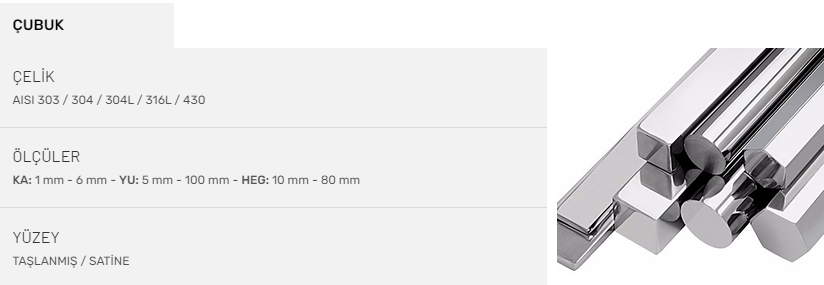 ÇUBUK
ÇELİK
AISI 303 / 304 / 304L / 316L / 430
ÖLÇÜLER
KA: 1 mm - 6 mm - YU: 5 mm - 100 mm - HEG: 10 mm - 80 mm
YÜZEY
TAŞLANMIŞ / SATİNE